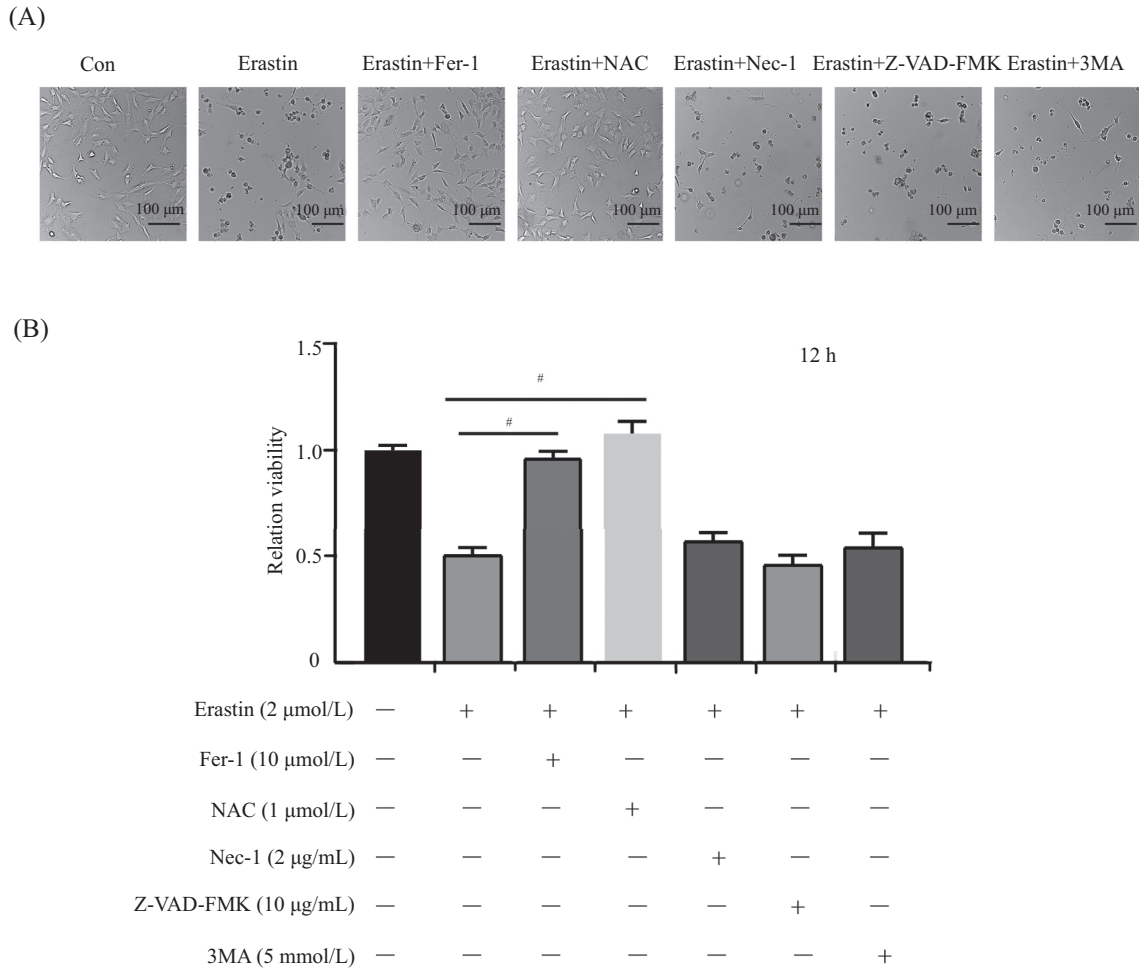 (A)
Con Erastin Erastin+Fer-1 Erastin+NAC Erastin+Nec-1 Erastin+Z-VAD-FMK Erastin+3MA
100 μm 100 μm 100 μm 100 μm 100 μm 100 μm 100 μm
(B)
1.5
12 h
#
#
1.0
Relation viability
0.5
0
Erastin (2 μmol/L) — + + + + + +
Fer-1 (10 μmol/L) — — + — — — —
NAC (1 μmol/L) — — — + — — —
Nec-1 (2 μg/mL) — — — — + — —
Z-VAD-FMK (10 μg/mL) — — — — — + —
3MA (5 mmol/L) — — — — — — +